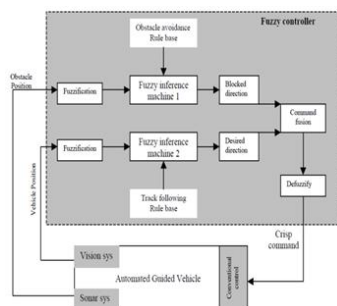 Fuzzy controller
Obstacle avoidance
Rule base
Obstacle
Position
Fuzzification
Fuzzy inference
machine 1
Blocked
direction
Command
fusion
Fuzzification
Fuzzy inference
machine 2
Desired
direction
Defuzzify
Vehicle Position
Track following
Rule base
Crisp
command
Vision sys
Automated Guided Vehicle
Conventional
control
Sonar sys